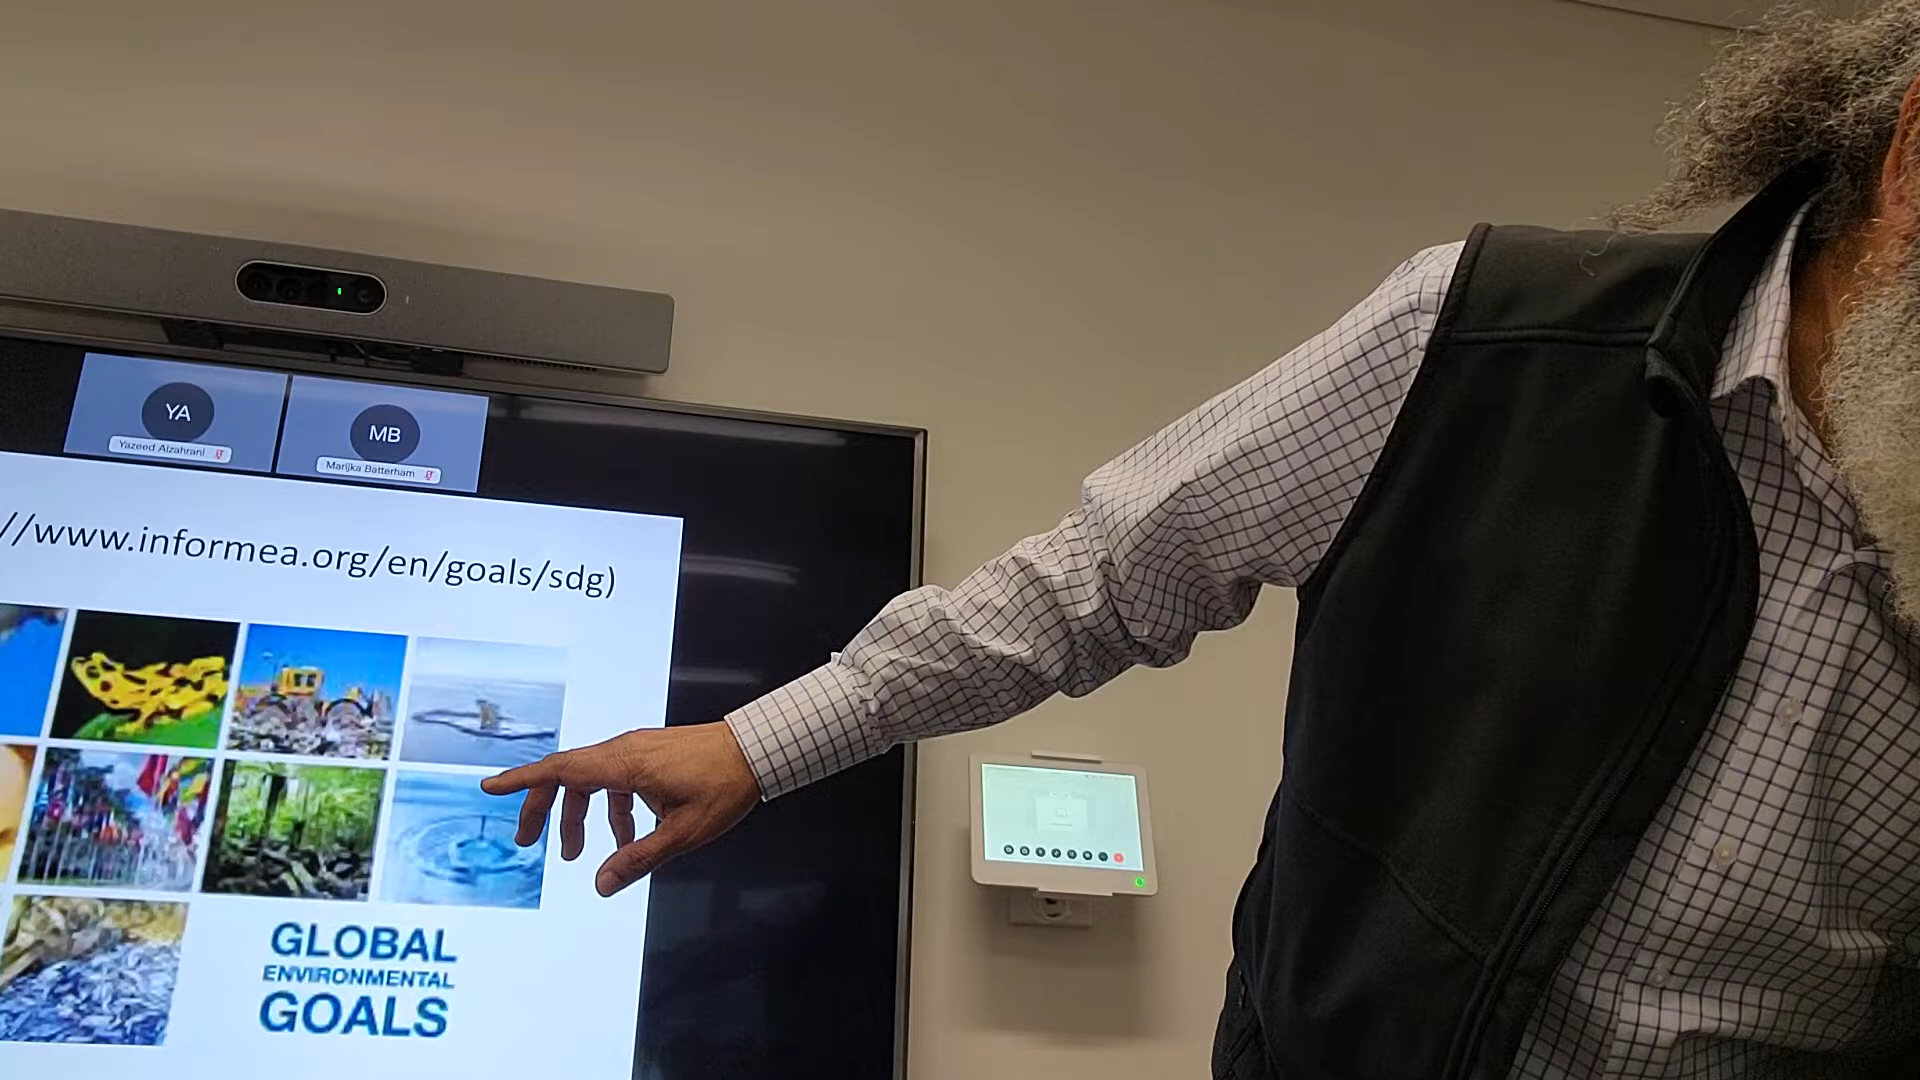 YA
Yazeed Alzahrani
MB
Marijka Batterham
//www.informea.org/en/goals/sdg)
GLOBAL
ENVIRONMENTAL
GOALS